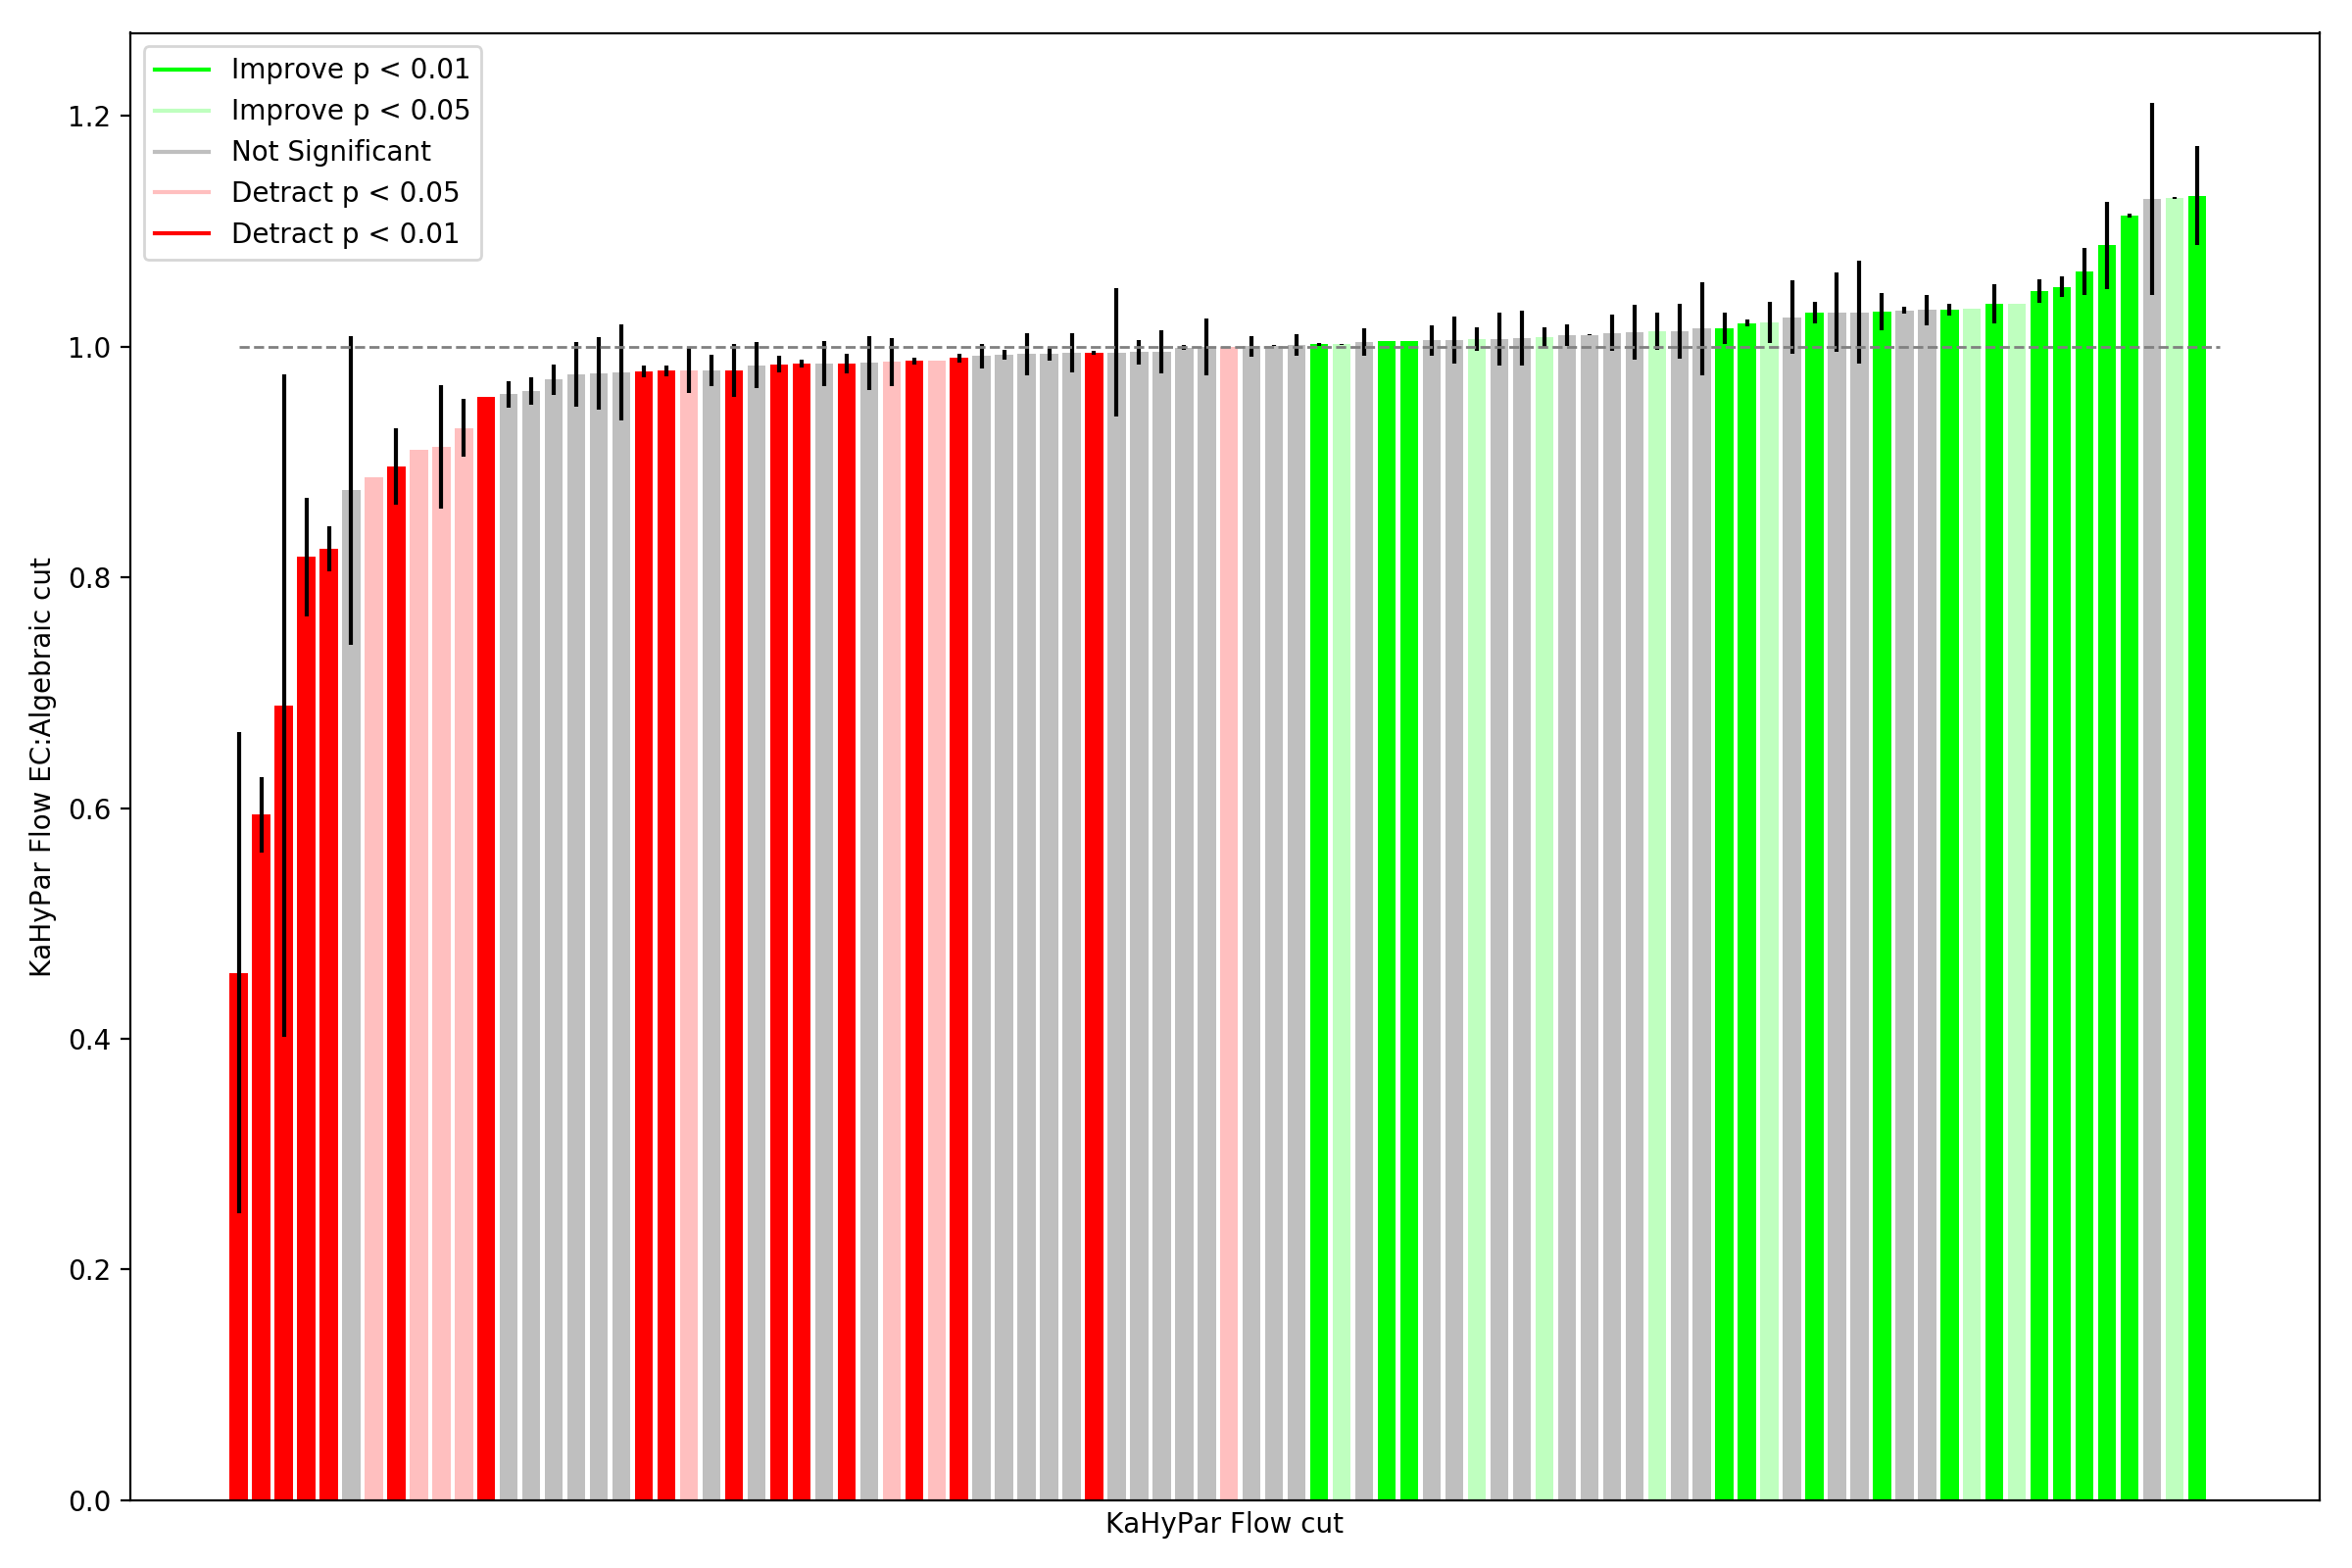 Improve p < 0.01
Improve p < 0.05
Not Significant
Detract p < 0.05
Detract p < 0.01
1.2
1.0
0.8
0.6
0.4
0.2
0.0
KaHyPar Flow EC:Algebraic cut
KaHyPar Flow cut